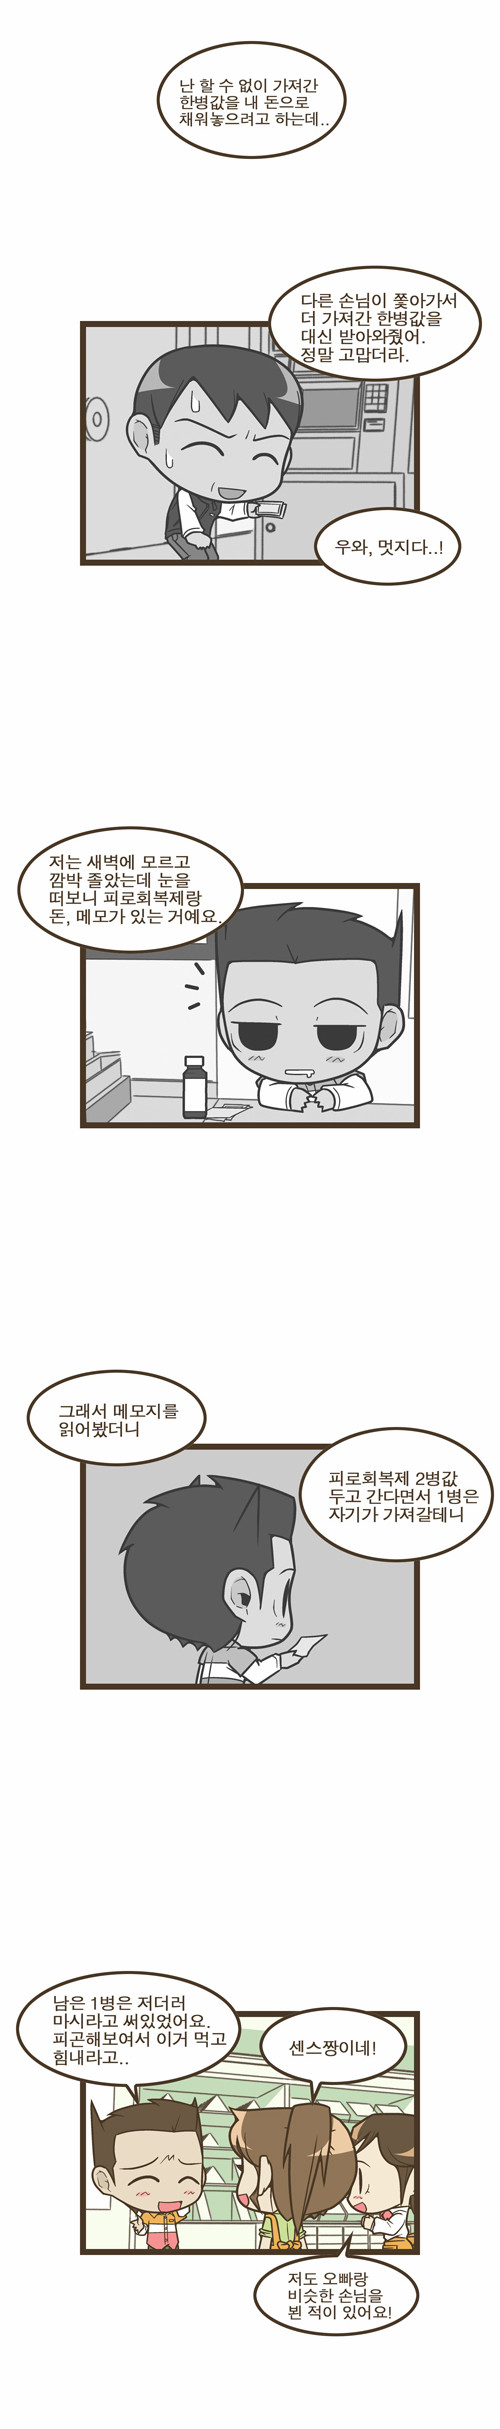 난 할 수 없이 가져간
한병값을 내 돈으로
채워놓으려고 하는데..
다른 손님이 쫓아가서
더 가져간 한병값을
대신 받아와줬어.
정말 고맙더라.
우와, 멋지다..!
저는 새벽에 모르고
깜박 졸았는데 눈을
떠보니 피로회복제랑
돈, 메모가 있는 거예요.
그래서 메모지를
읽어봤더니
피로회복제 2병값
두고 간다면서 1병은
자기가 가져갈테니
남은 1병은 저더러
마시라고 써있었어요.
피곤해보여서 이거 먹고
힘내라고..
센스짱이네!
저도 오빠랑
비슷한 손님을
뵌 적이 있어요!